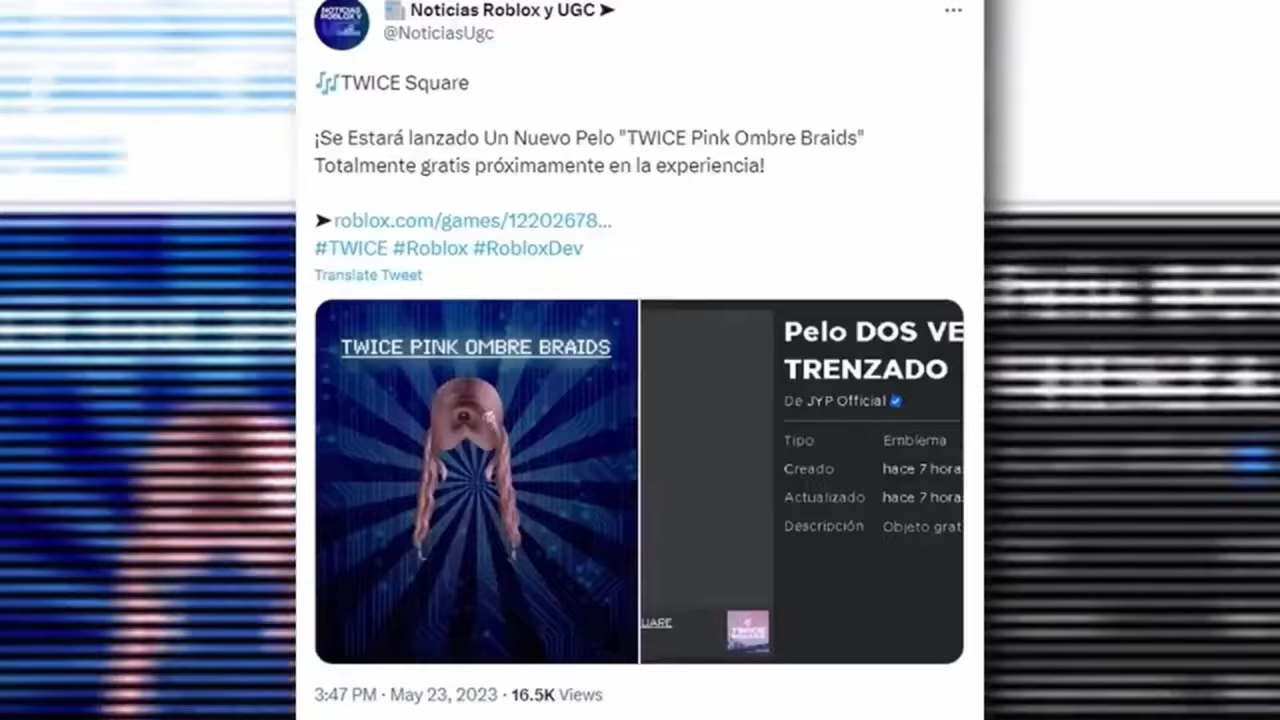 Noticias Roblox y UGC ➤
@NoticiasUgc
🎶TWICE Square
¡Se Estará lanzado Un Nuevo Pelo "TWICE Pink Ombre Braids"
Totalmente gratis próximamente en la experiencia!
➤roblox.com/games/12202678...
#TWICE #Roblox #RobloxDev
Translate Tweet
TWICE PINK OMBRE BRAIDS
Pelo DOS VE
TRENZADO
De JYP Official
Tipo Emblema
Creado hace 7 hora
Actualizado hace 7 hora
Descripción Objeto grat
UARE
TWICE
SQUARE
3:47 PM · May 23, 2023 · 16.5K Views